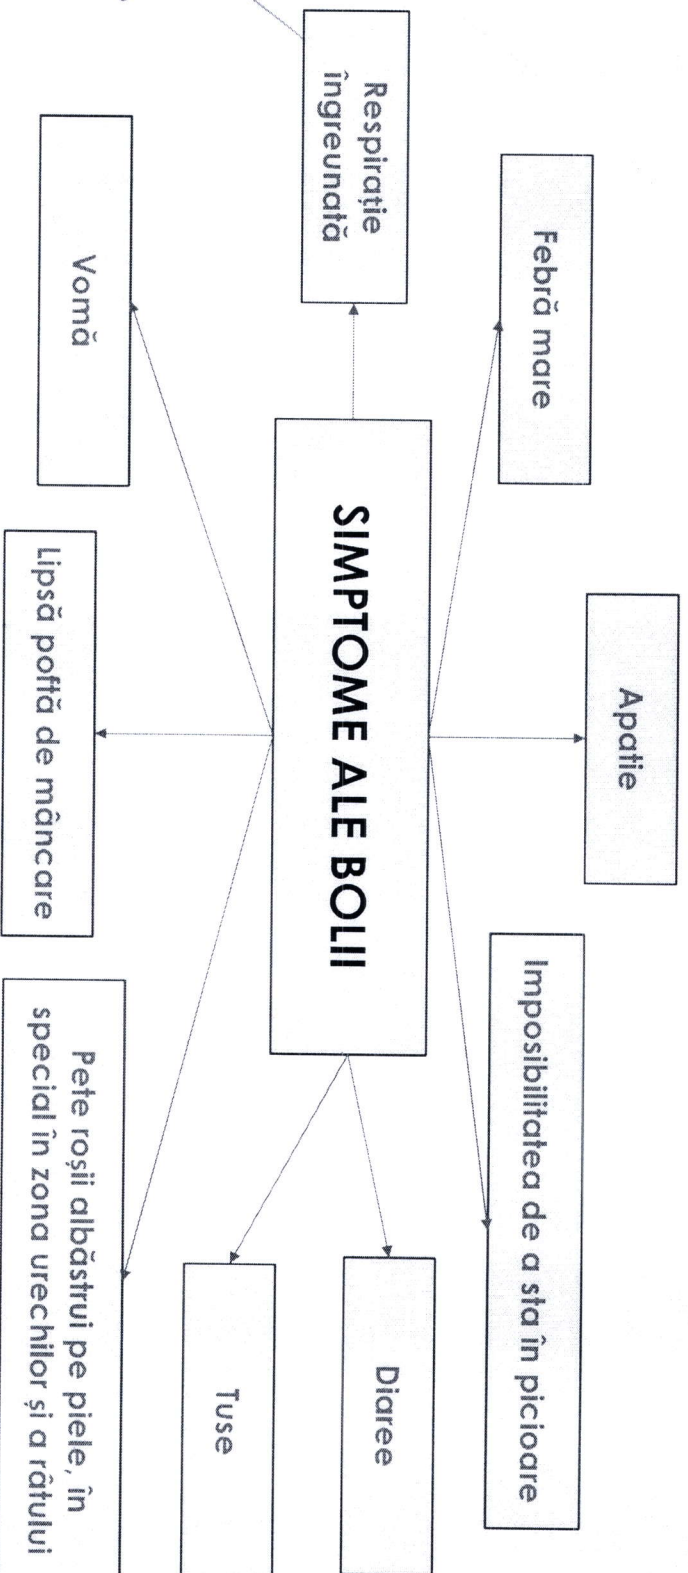 Apatie
Febră mare
Imposibilitatea de a sta în picioare
Respirație
îngreunată
SIMPTOME ALE BOLII
Diaree
Tuse
Vomă
Lipsă poftă de mâncare
Pete roșii albăstrui pe piele, în
special în zona urechilor și a râtului